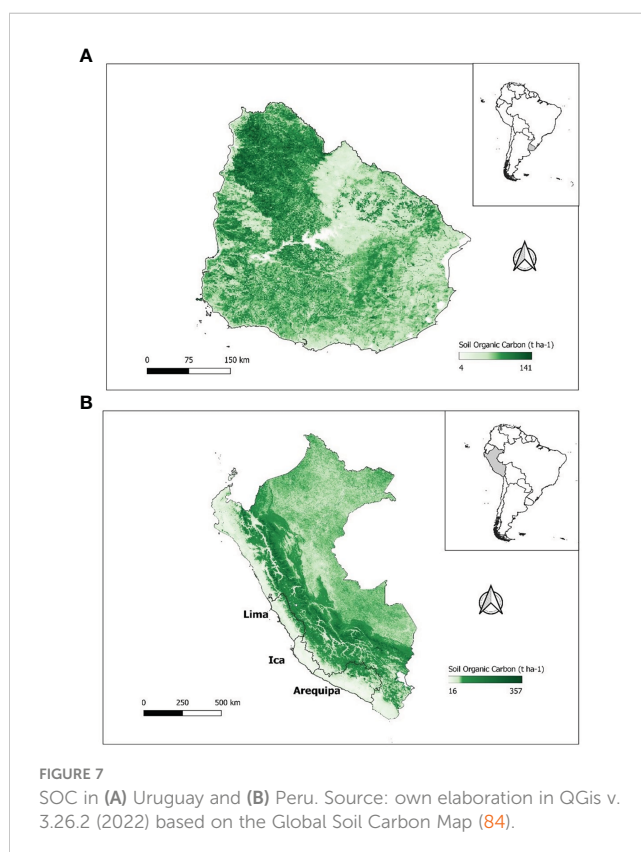 A
Soil Organic Carbon (t ha-1)
4 141
0 75 150 km
B
Lima
Ica
Arequipa
Soil Organic Carbon (t ha-1)
16 357
0 250 500 km
FIGURE 7
SOC in (A) Uruguay and (B) Peru. Source: own elaboration in QGis v.
3.26.2 (2022) based on the Global Soil Carbon Map (84).